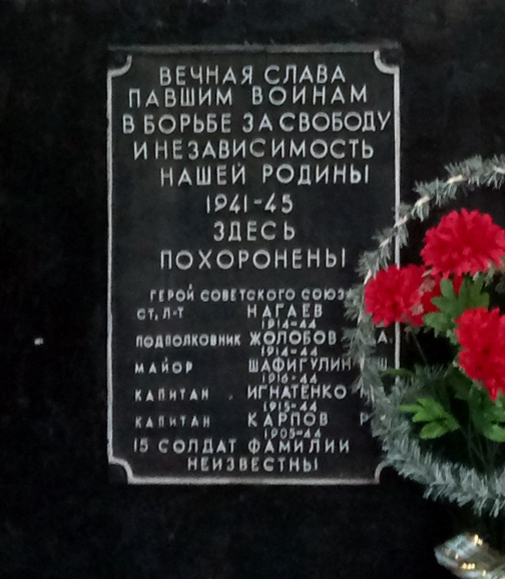 ВЕЧНАЯ СЛАВА
ПАВШИМ ВОИНАМ
В БОРЬБЕ ЗА СВОБОДУ
И НЕЗАВИСИМОСТЬ
НАШЕЙ РОДИНЫ
1941-45
ЗДЕСЬ
ПОХОРОНЕНЫ
ГЕРОЙ СОВЕТСКОГО
СТ. Л-Т НАГАЕВ
1914-44
ПОДПОЛКОВНИК ЖОЛОБОВ
1914-44
МАЙОР ШАФИГУЛИН
1916-44
КАПИТАН ИГНАТЕНКО
1915-44
КАПИТАН КАРПОВ
1905-44
15 СОЛДАТ ФАМИЛИИ
НЕИЗВЕСТНЫ